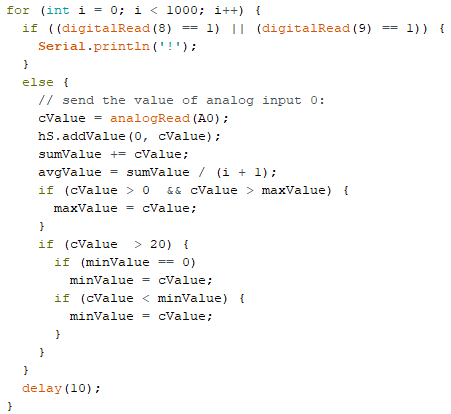 for (int i = 0; i < 1000; i++) {
  if ((digitalRead(8) == 1) || (digitalRead(9) == 1)) {
    Serial.println('!');
  }
  else {
    // send the value of analog input 0:
    cValue = analogRead(A0);
    hS.addValue(0, cValue);
    sumValue += cValue;
    avgValue = sumValue / (i + 1);
    if (cValue > 0  && cValue > maxValue) {
      maxValue = cValue;
    }
    if (cValue  > 20) {
      if (minValue == 0)
        minValue = cValue;
      if (cValue < minValue) {
        minValue = cValue;
      }
    }
  }
  delay(10);
}